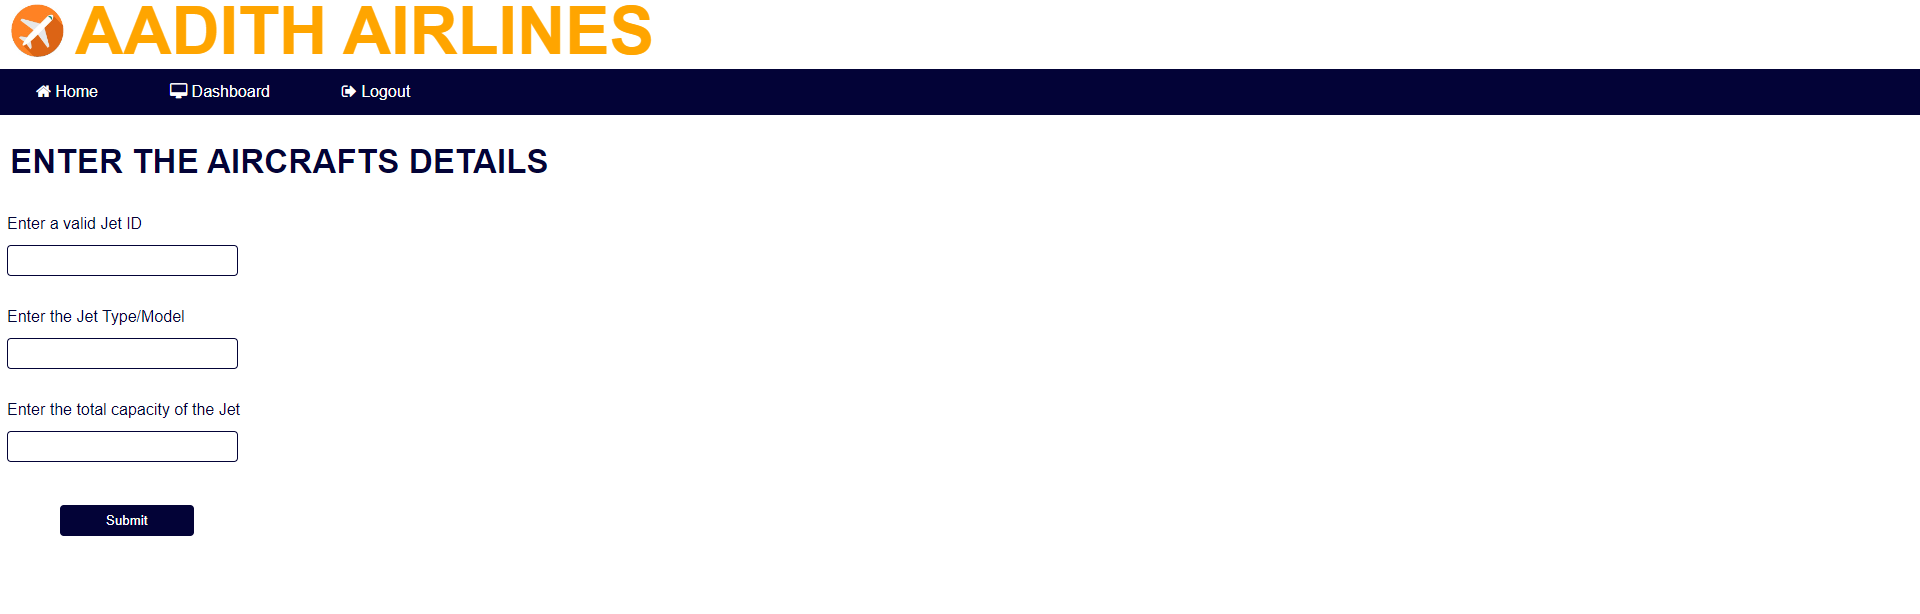 AADITH AIRLINES
Home Dashboard Logout
ENTER THE AIRCRAFTS DETAILS
Enter a valid Jet ID
Enter the Jet Type/Model
Enter the total capacity of the Jet
Submit